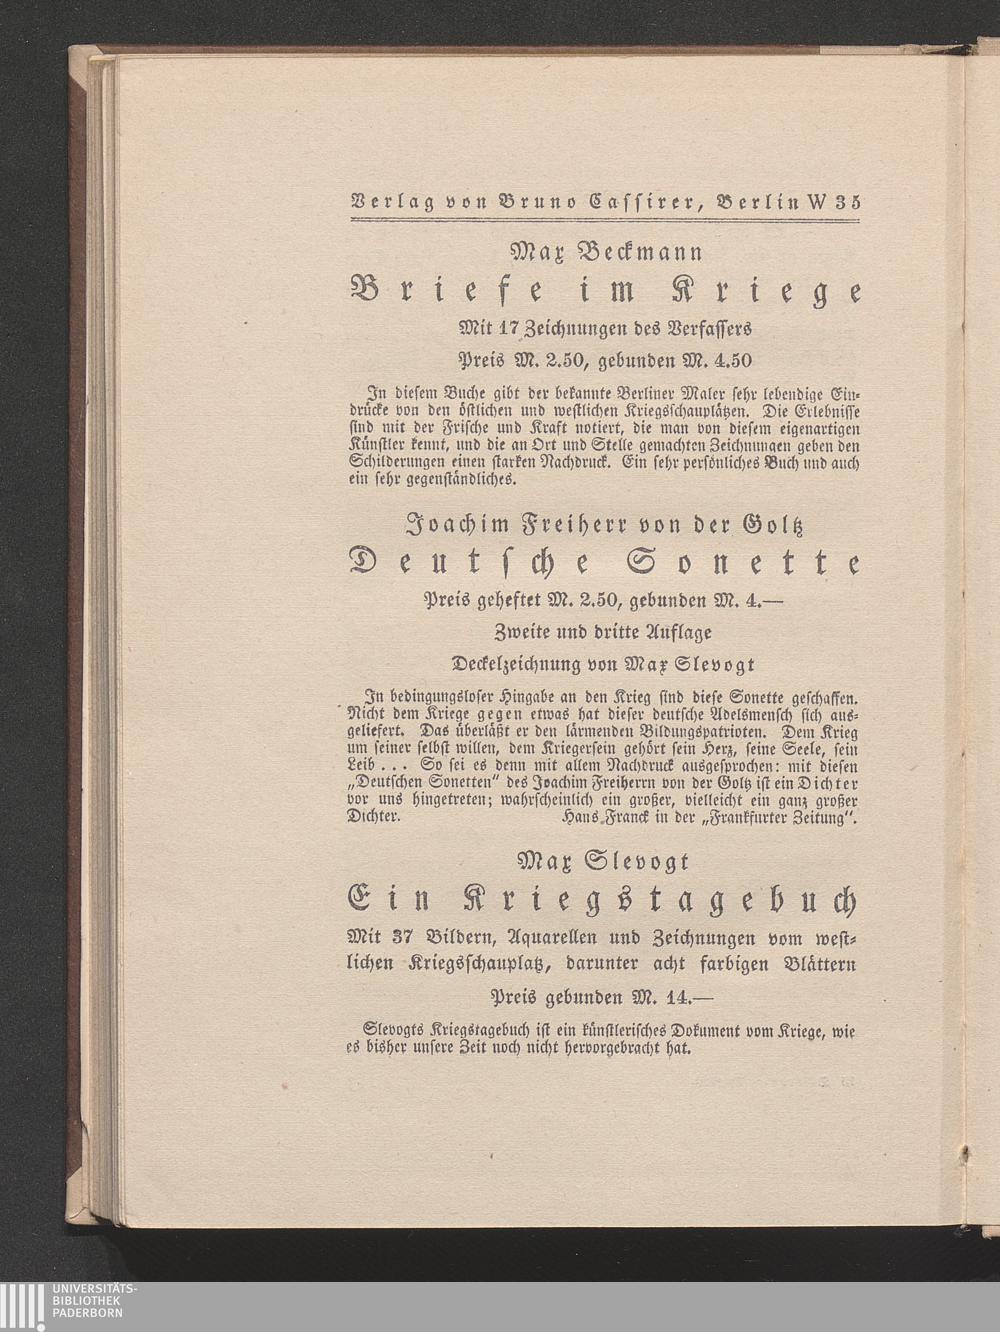 Verlag von Bruno Cassirer, Berlin W 35
Max Beckmann
Briefe im Kriege
Mit 17 Zeichnungen des Verfassers
Preis M. 2.50, gebunden M. 4.50
In diesem Buche gibt der bekannte Berliner Maler sehr lebendige Ein-
drücke von den östlichen und westlichen Kriegsschauplätzen. Die Erlebnisse
sind mit der Frische und Kraft notiert, die man von diesem eigenartigen
Künstler kennt, und die an Ort und Stelle gemachten Zeichnungen geben den
Schilderungen einen starken Nachdruck. Ein sehr persönliches Buch und auch
ein sehr gegenständliches.
Joachim Freiherr von der Goltz
Deutsche Sonette
Preis geheftet M. 2.50, gebunden M. 4.—
Zweite und dritte Auflage
Deckelzeichnung von Max Slevogt
In bedingungsloser Hingabe an den Krieg sind diese Sonette geschaffen.
Nicht dem Kriege gegen etwas hat dieser deutsche Adelsmensch sich aus-
geliefert. Das überläßt er den lärmenden Bildungspatrioten. Dem Krieg
um seiner selbst willen, dem Kriegersein gehört sein Herz, seine Seele, sein
Leib . . . So sei es denn mit allem Nachdruck ausgesprochen: mit diesen
„Deutschen Sonetten“ des Joachim Freiherrn von der Goltz ist ein Dichter
vor uns hingetreten; wahrscheinlich ein großer, vielleicht ein ganz großer
Dichter. Hans Franck in der „Frankfurter Zeitung“.
Max Slevogt
Ein Kriegstagebuch
Mit 37 Bildern, Aquarellen und Zeichnungen vom west-
lichen Kriegsschauplatz, darunter acht farbigen Blättern
Preis gebunden M. 14.—
Slevogts Kriegstagebuch ist ein künstlerisches Dokument vom Kriege, wie
es bisher unsere Zeit noch nicht hervorgebracht hat.
UNIVERSITÄTS-
BIBLIOTHEK
PADERBORN